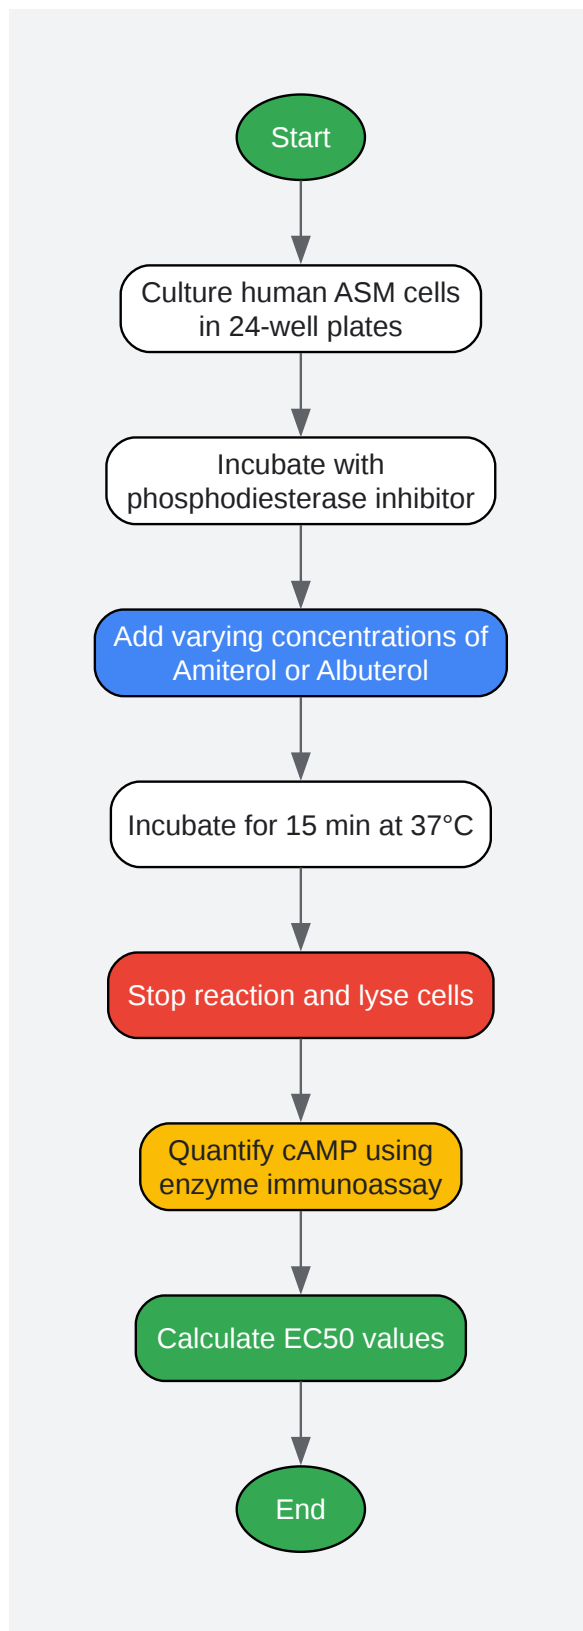 Start
Culture human ASM cells
in 24-well plates
Incubate with
phosphodiesterase inhibitor
Add varying concentrations of
Amiterol or Albuterol
Incubate for 15 min at 37°C
Stop reaction and lyse cells
Quantify cAMP using
enzyme immunoassay
Calculate EC50 values
End